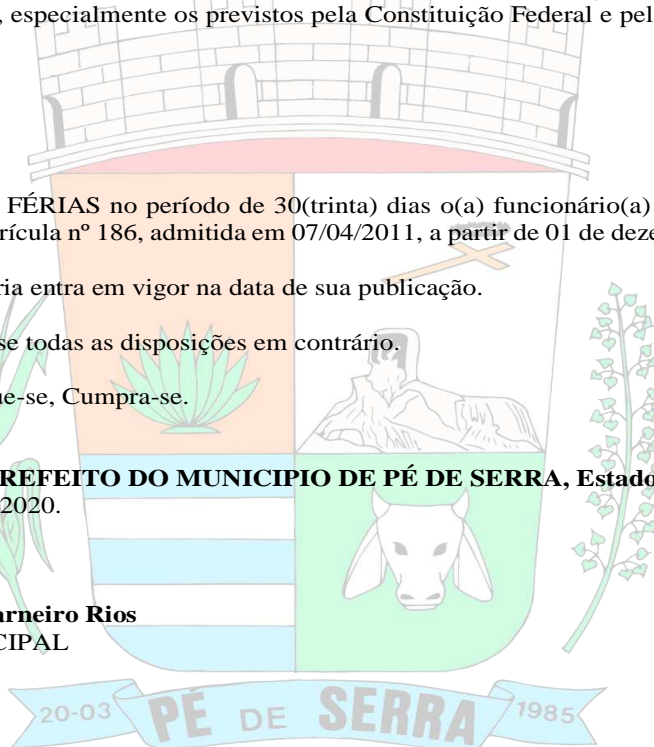 , especialmente os previstos pela Constituição Federal e pel
FÉRIAS no período de 30(trinta) dias o(a) funcionário(a)
rícula nº 186, admitida em 07/04/2011, a partir de 01 de deze
ria entra em vigor na data de sua publicação.
se todas as disposições em contrário.
ue-se, Cumpra-se.
REFEITO DO MUNICIPIO DE PÉ DE SERRA, Estado
2020.
arneiro Rios
CIPAL
20-03 PÉ DE SERRA 1985